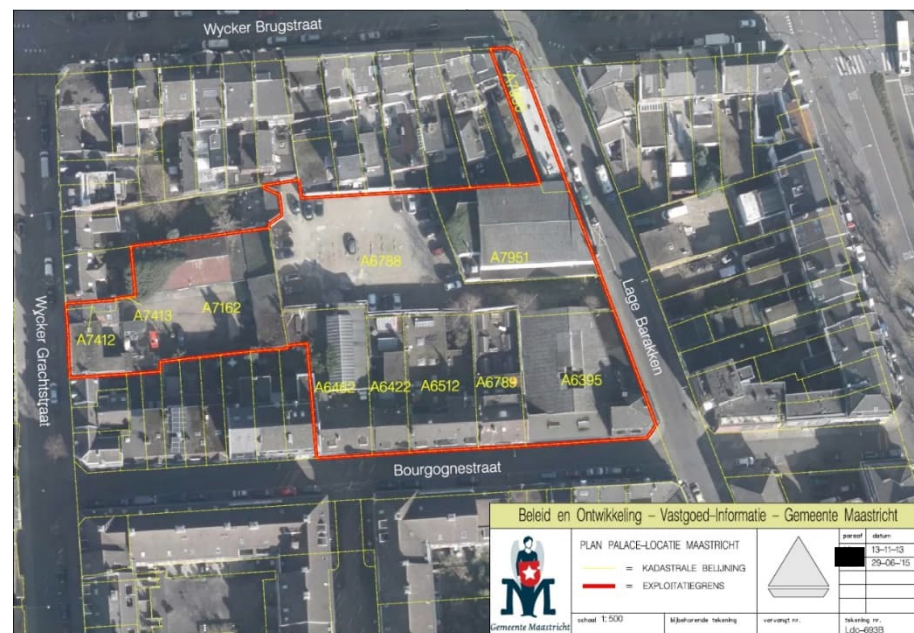 Wycker Brugstraat
A6788
A7951
A7413
A7162
A7412
Wycker Grachtstraat
Lage Barakken
A6462
A6422
A6512
A6789
A6395
Bourgognestraat
Beleid en Ontwikkeling – Vastgoed-Informatie – Gemeente Maastricht
PLAN PALACE-LOCATIE MAASTRICHT
= KADASTRALE BELIJNING
= EXPLOITATIEGRENS
paraaf datum
13-11-13
29-06-'15
Gemeente Maastricht
schaal 1:500
bijbehorende tekening
vervangt nr.
tekening nr.
Ldo-693B